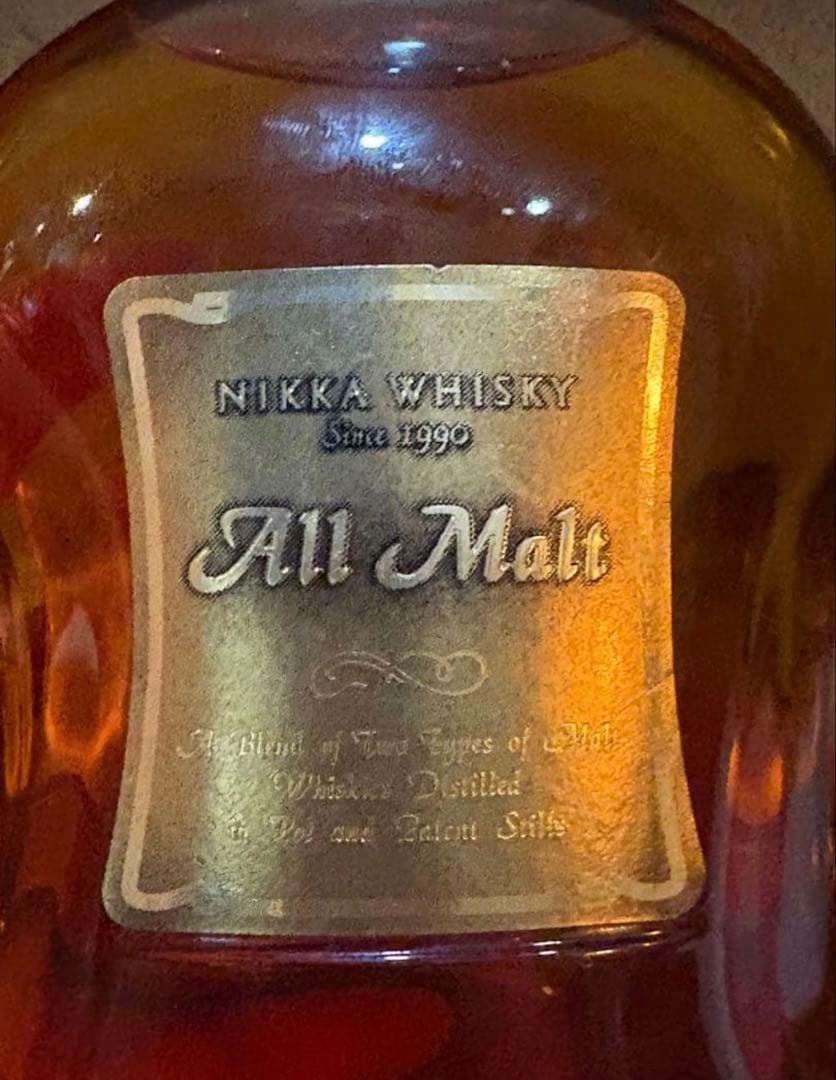 NIKKA WHISKY
Since 1990
All Malt
A Blend of Two Types of Malt
Whiskies Distilled
in Pot and Patent Stills